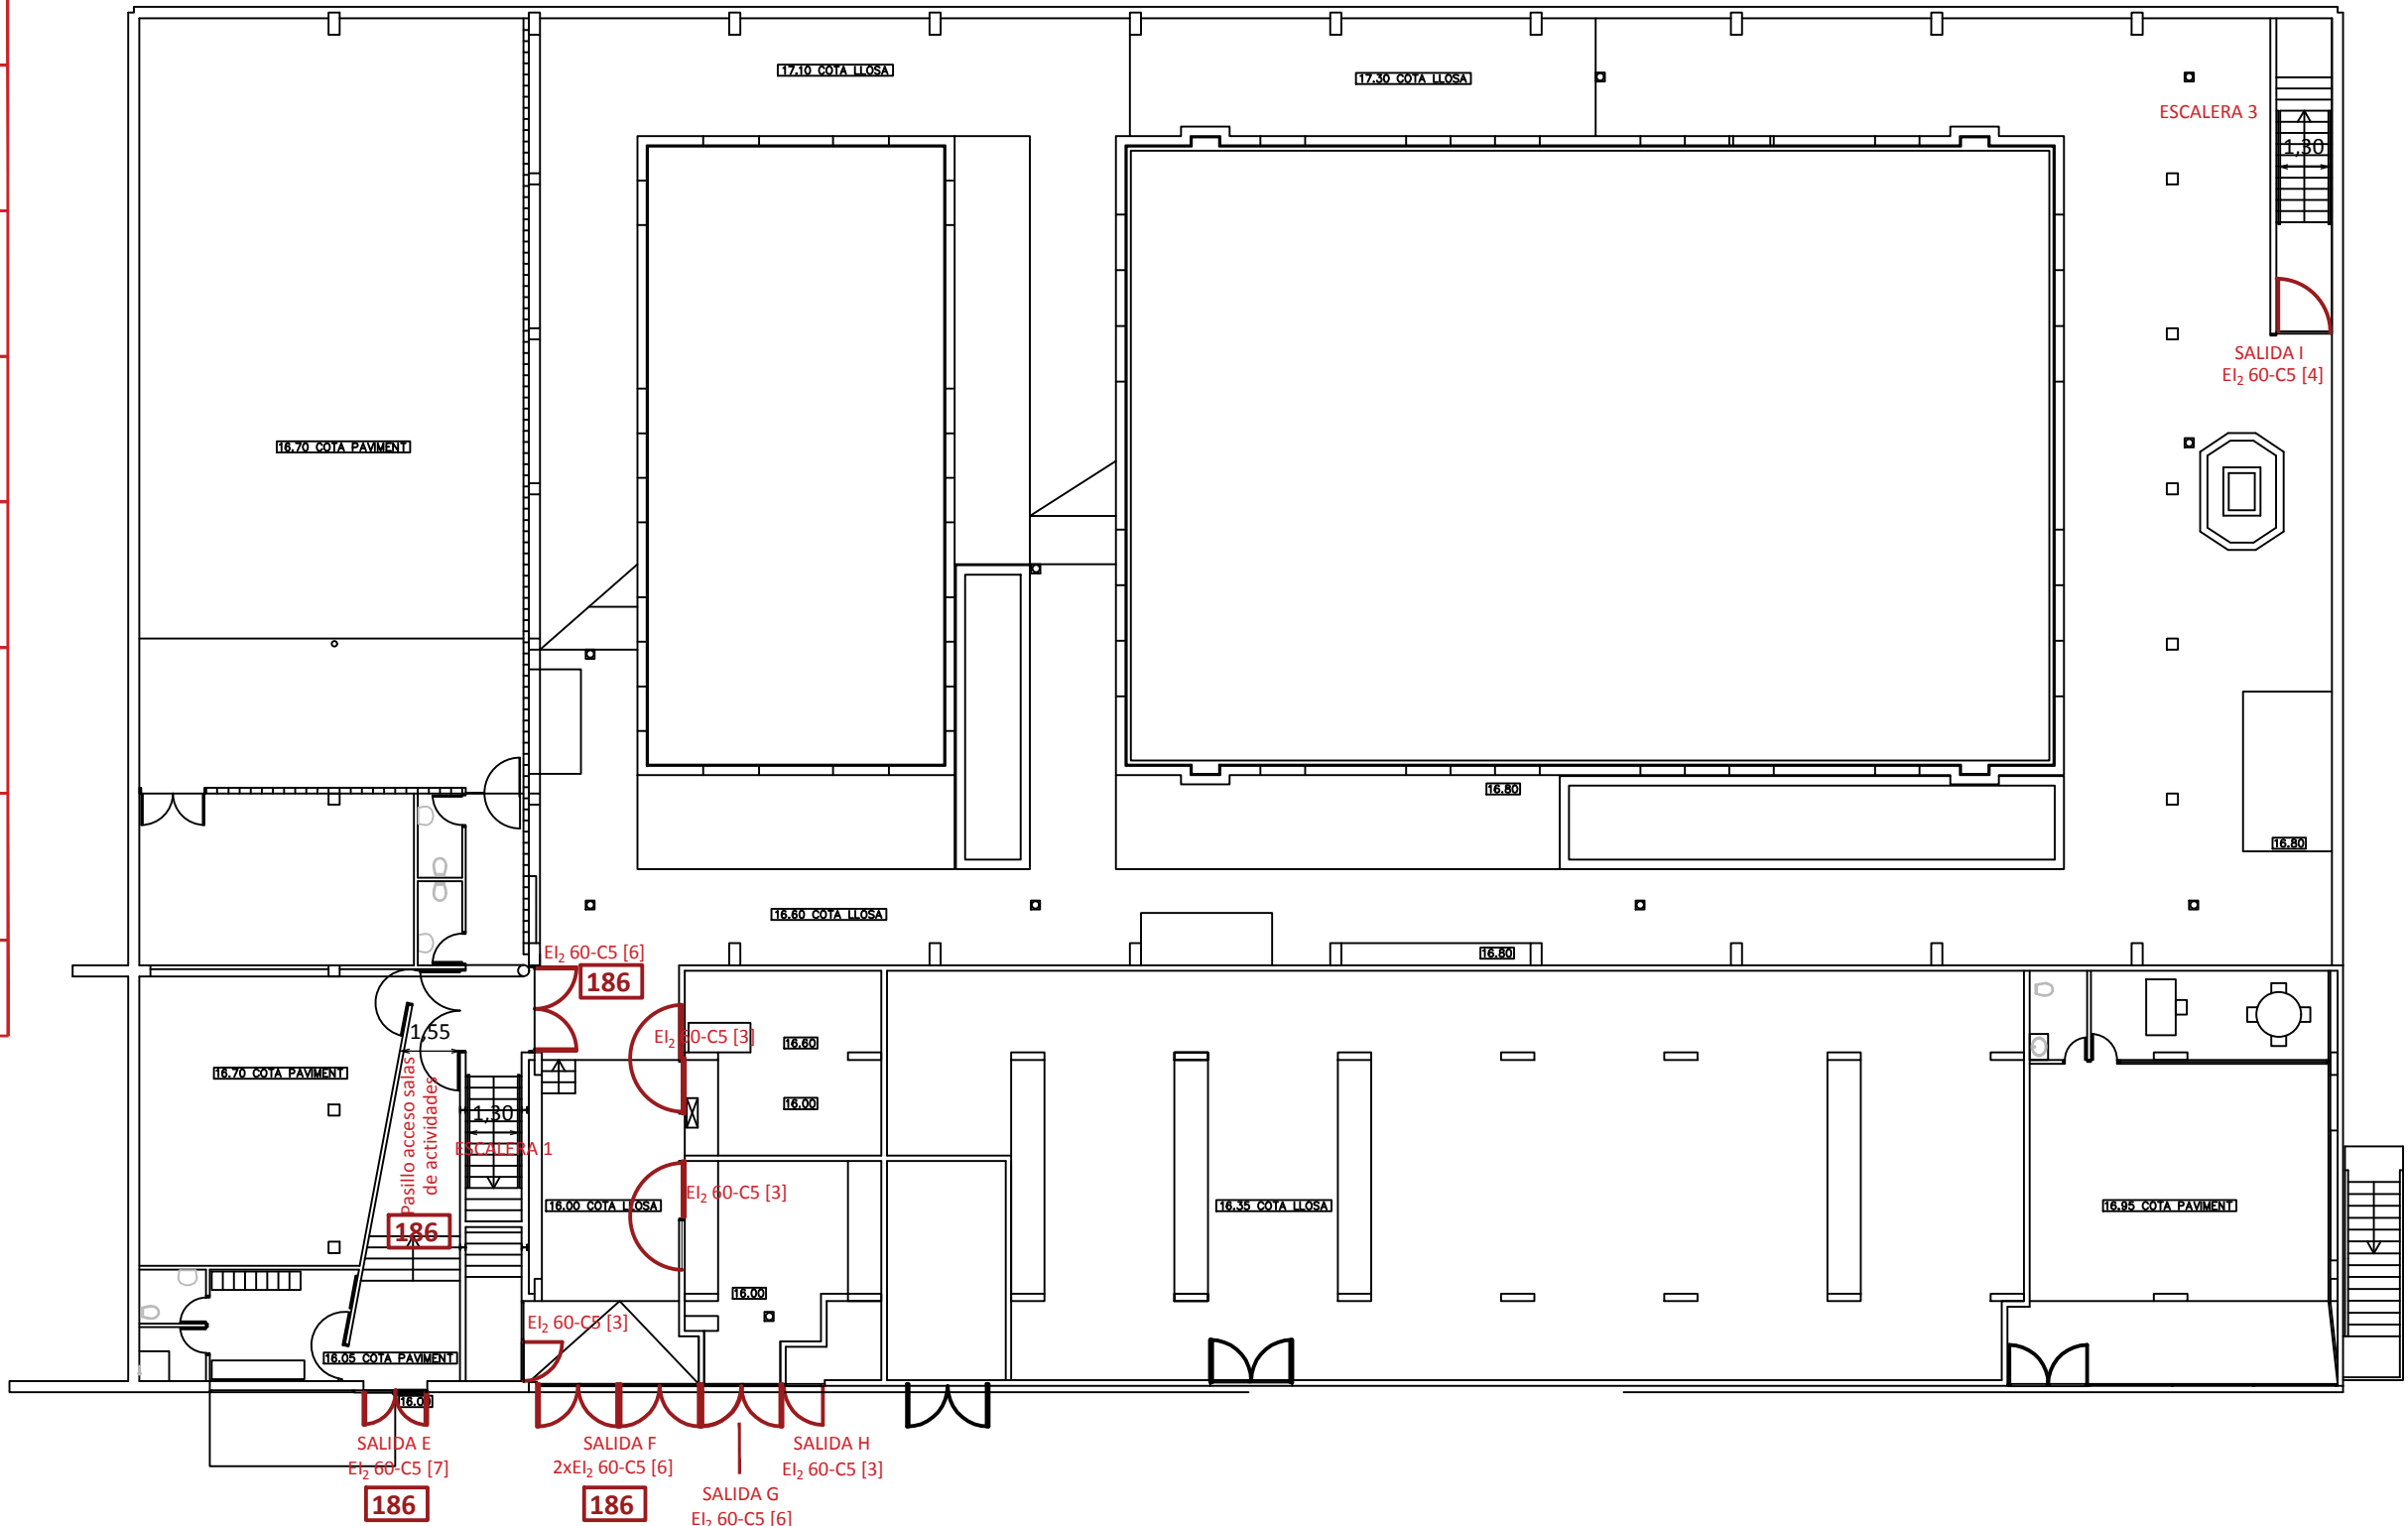 17.10 COTA LLOSA
17.30 COTA LLOSA
ESCALERA 3
1,30
SALIDA I
EI₂ 60-C5 [4]
16.70 COTA PAVIMENT
16.80
16.80
16.60 COTA LLOSA
16.80
EI₂ 60-C5 [6]
186
EI₂ 60-C5 [3]
1,55
16.60
16.70 COTA PAVIMENT
Pasillo acceso salas
de actividades
16.00
1,30
ESCALERA 1
EI₂ 60-C5 [3]
16.00 COTA LLOSA
16.35 COTA LLOSA
16.95 COTA PAVIMENT
186
16.00
EI₂ 60-C5 [3]
16.05 COTA PAVIMENT
16.00
SALIDA E
EI₂ 60-C5 [7]
186
SALIDA F
2xEI₂ 60-C5 [6]
186
SALIDA G
EI₂ 60-C5 [6]
SALIDA H
EI₂ 60-C5 [3]